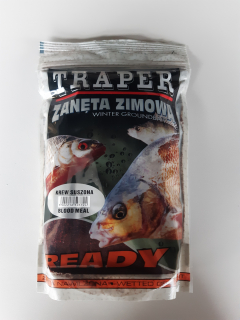 TRAPER
ZANĘTA ZIMOWA
WINTER GROUNDBAIT
KREW SUSZONA
BLOOD MEAL
READY